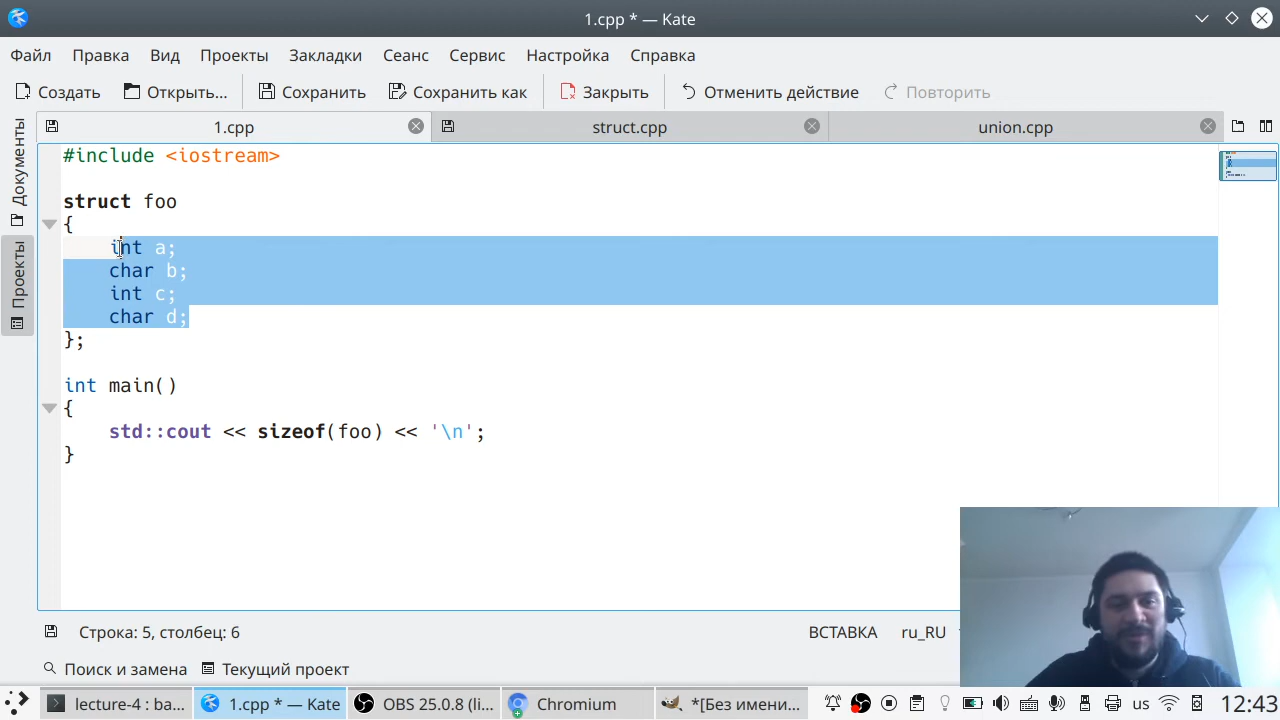 1.cpp * — Kate
Файл Правка Вид Проекты Закладки Сеанс Сервис Настройка Справка
Создать Открыть... Сохранить Сохранить как Закрыть Отменить действие Повторить
1.cpp struct.cpp union.cpp
Документы
Проекты
#include <iostream>
struct foo
{
int a;
char b;
int c;
char d;
};
int main()
{
std::cout << sizeof(foo) << '\n';
}
Строка: 5, столбец: 6 ВСТАВКА ru_RU
Поиск и замена Текущий проект
lecture-4 : ba... 1.cpp * — Kate OBS 25.0.8 (li... Chromium *[Без имени... us 12:43